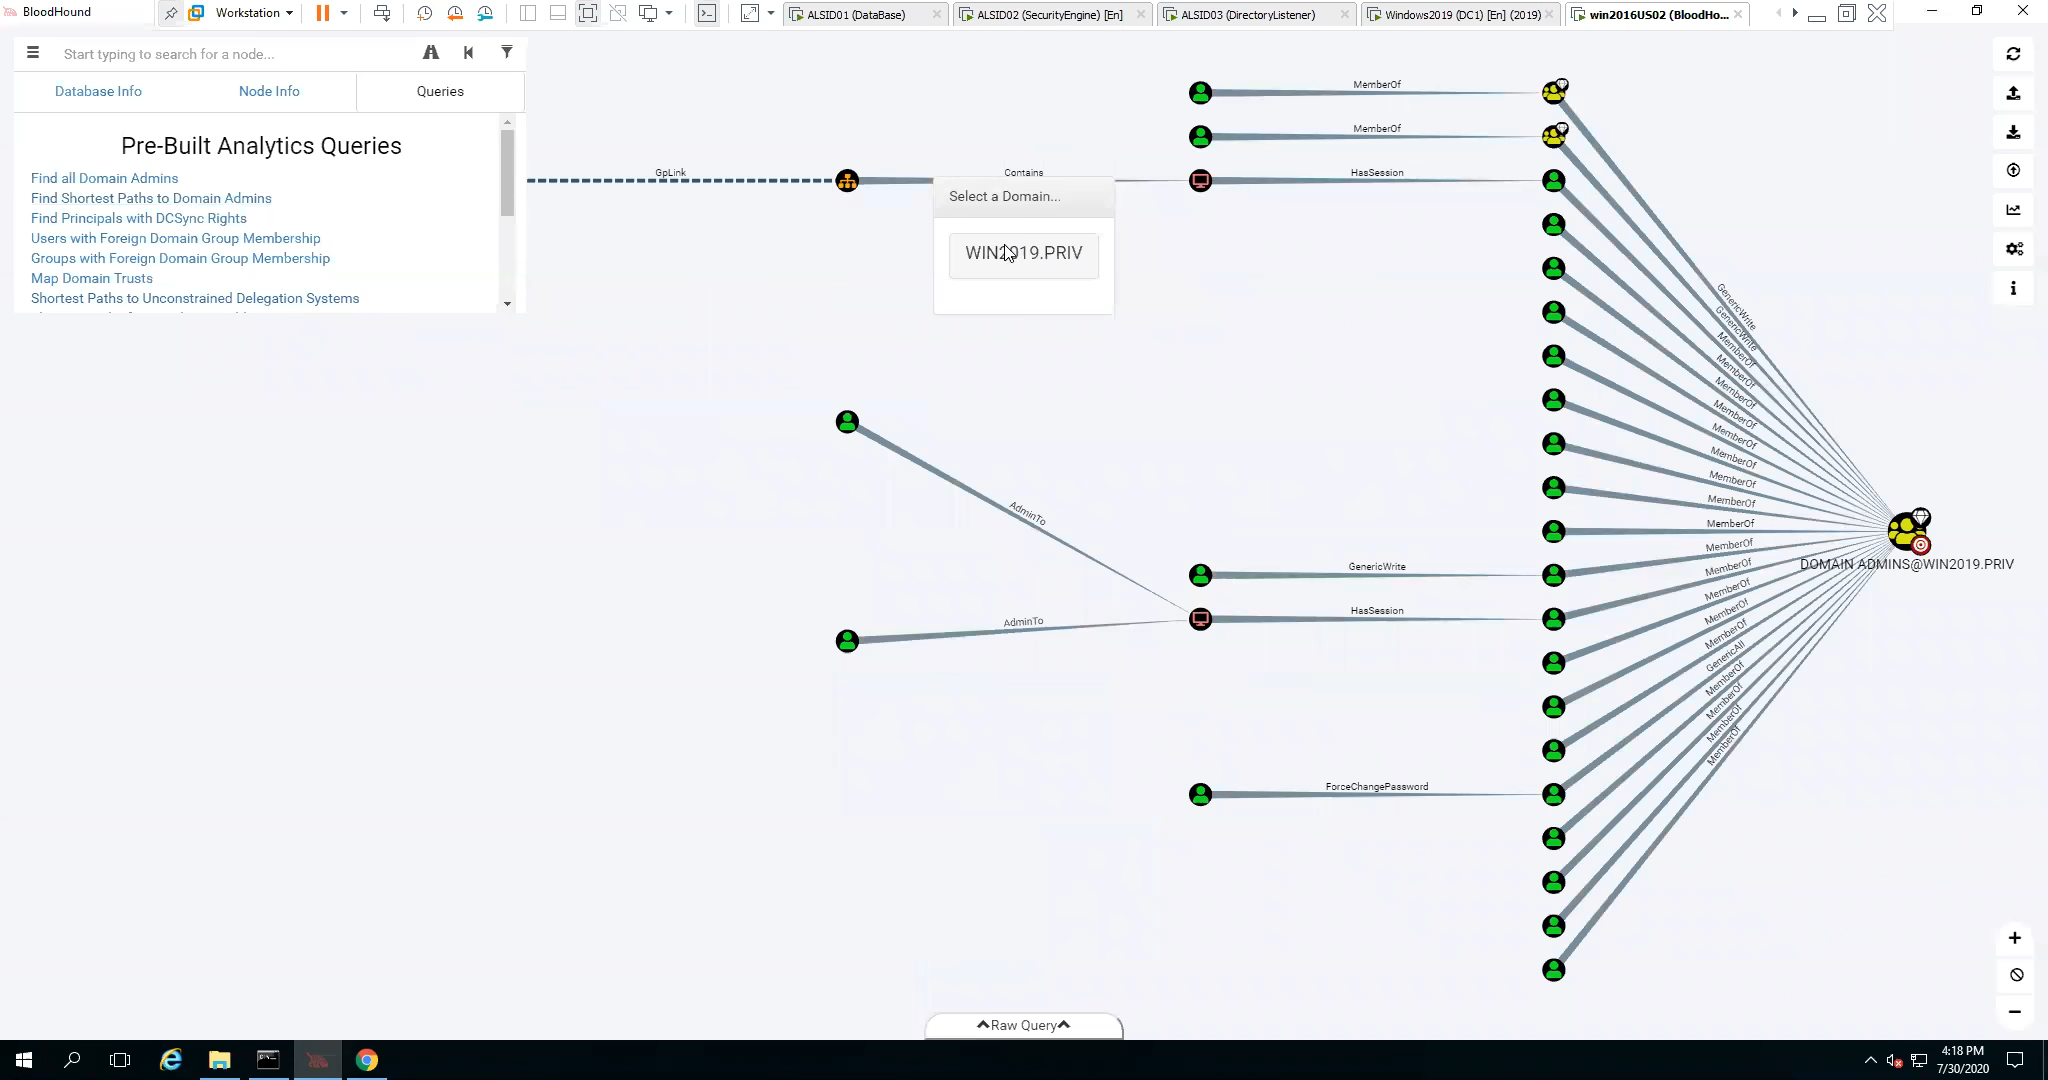 BloodHound
Workstation
ALSID01 (DataBase)
ALSID02 (SecurityEngine) [En]
ALSID03 (DirectoryListener)
Windows2019 (DC1) [En] (2019)
win2016US02 (BloodHo...
Start typing to search for a node...
Database Info
Node Info
Queries
Pre-Built Analytics Queries
Find all Domain Admins
Find Shortest Paths to Domain Admins
Find Principals with DCSync Rights
Users with Foreign Domain Group Membership
Groups with Foreign Domain Group Membership
Map Domain Trusts
Shortest Paths to Unconstrained Delegation Systems
MemberOf
MemberOf
GpLink
Contains
HasSession
Select a Domain...
WIN2019.PRIV
GenericWrite
GenericWrite
MemberOf
MemberOf
MemberOf
MemberOf
MemberOf
MemberOf
MemberOf
MemberOf
MemberOf
MemberOf
MemberOf
MemberOf
MemberOf
MemberOf
GenericAll
MemberOf
MemberOf
MemberOf
MemberOf
AdminTo
AdminTo
GenericWrite
HasSession
ForceChangePassword
DOMAIN ADMINS@WIN2019.PRIV
Raw Query
4:18 PM
7/30/2020